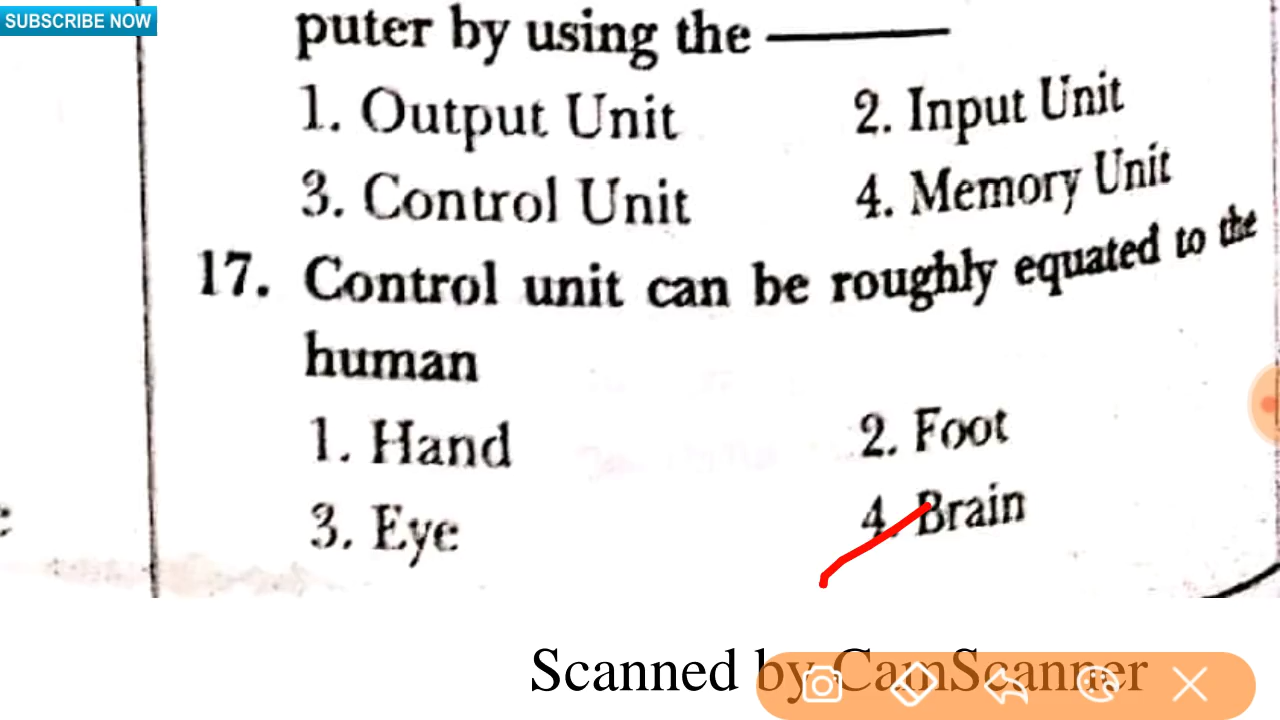 SUBSCRIBE NOW
puter by using the
1. Output Unit 2. Input Unit
3. Control Unit 4. Memory Unit
17. Control unit can be roughly equated to the
human
1. Hand 2. Foot
3. Eye 4. Brain
Scanned by CamScanner